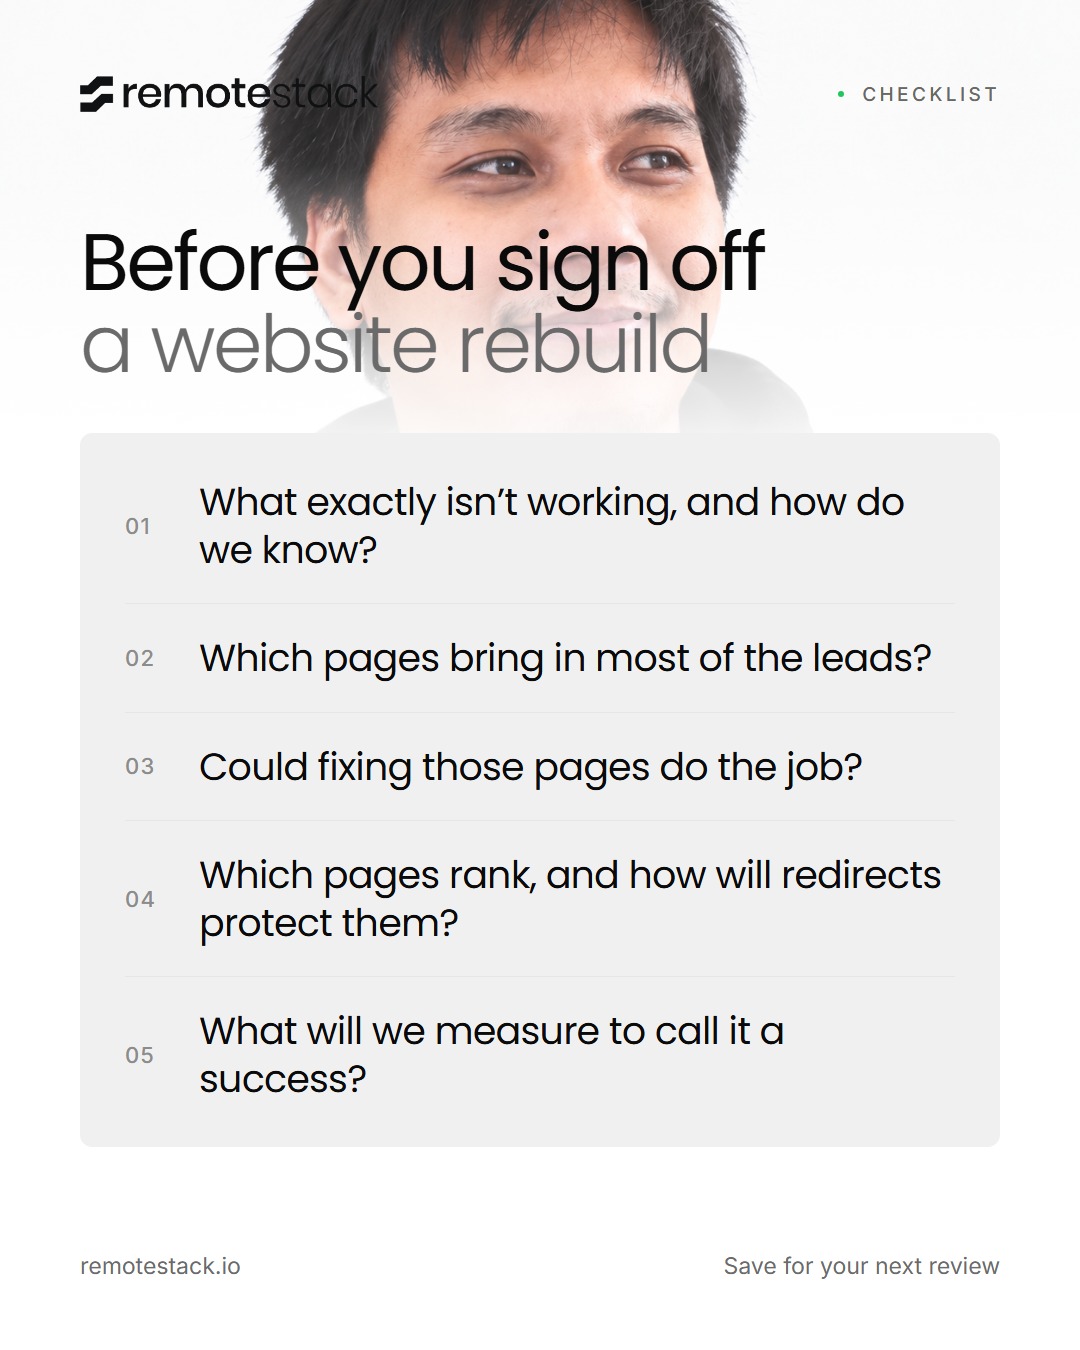 remotestack
• CHECKLIST
Before you sign off
a website rebuild
01
What exactly isn’t working, and how do
we know?
02
Which pages bring in most of the leads?
03
Could fixing those pages do the job?
04
Which pages rank, and how will redirects
protect them?
05
What will we measure to call it a
success?
remotestack.io
Save for your next review